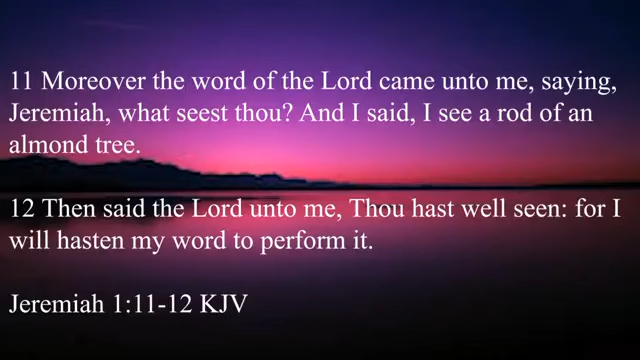 11 Moreover the word of the Lord came unto me, saying,
Jeremiah, what seest thou? And I said, I see a rod of an
almond tree.
12 Then said the Lord unto me, Thou hast well seen: for I
will hasten my word to perform it.
Jeremiah 1:11-12 KJV